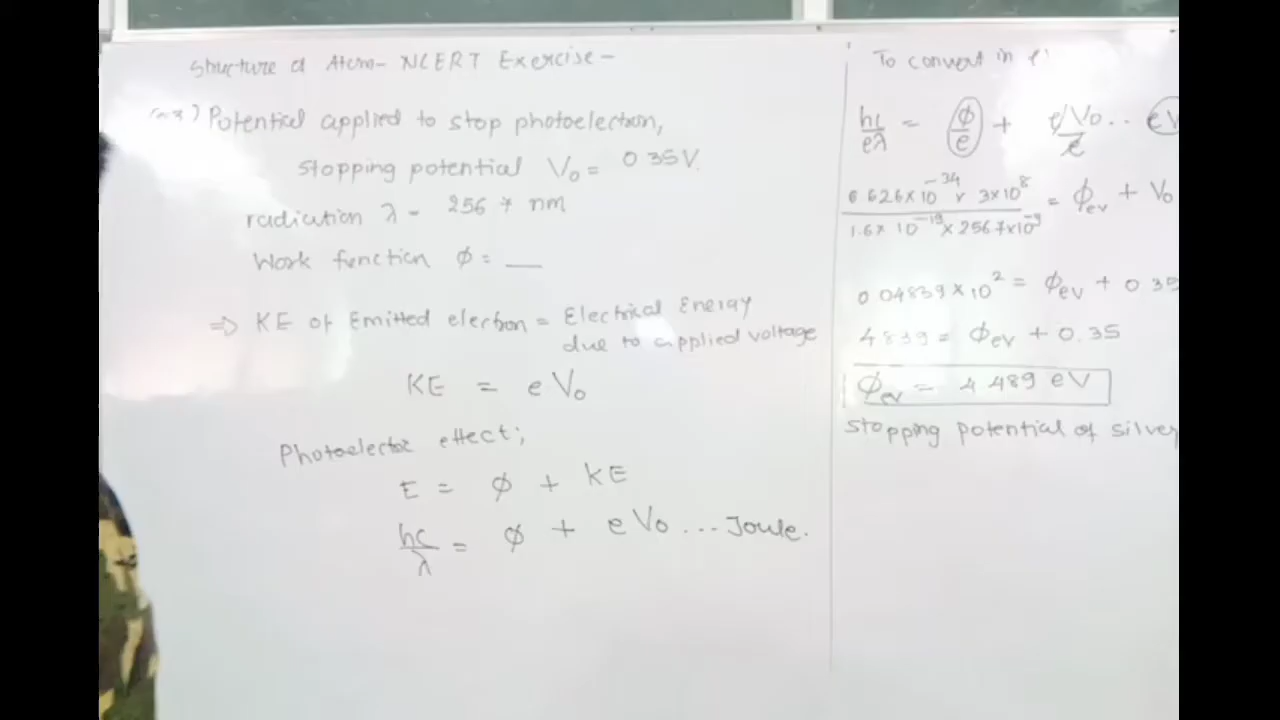 Structure of Atom - NCERT Exercise -
Potential applied to stop photoelectron,
stopping potential V₀ = 0.35V.
radiation λ = 256.7 nm
Work function φ = __
⇒ KE of Emitted electron = Electrical Energy
due to applied voltage
KE = eV₀
Photoelector effect;
E = φ + KE
hc/λ = φ + eV₀ ... Joule.
To convert in e
hc/eλ = φ/e + eV₀/e .. eV
6.626×10⁻³⁴ × 3×10⁸ / 1.6×10⁻¹⁹ × 256.7×10⁻⁹ = φev + V₀
0.04839×10² = φev + 0.35
4.839 = φev + 0.35
φev = 4.489 eV
stopping potential of silver